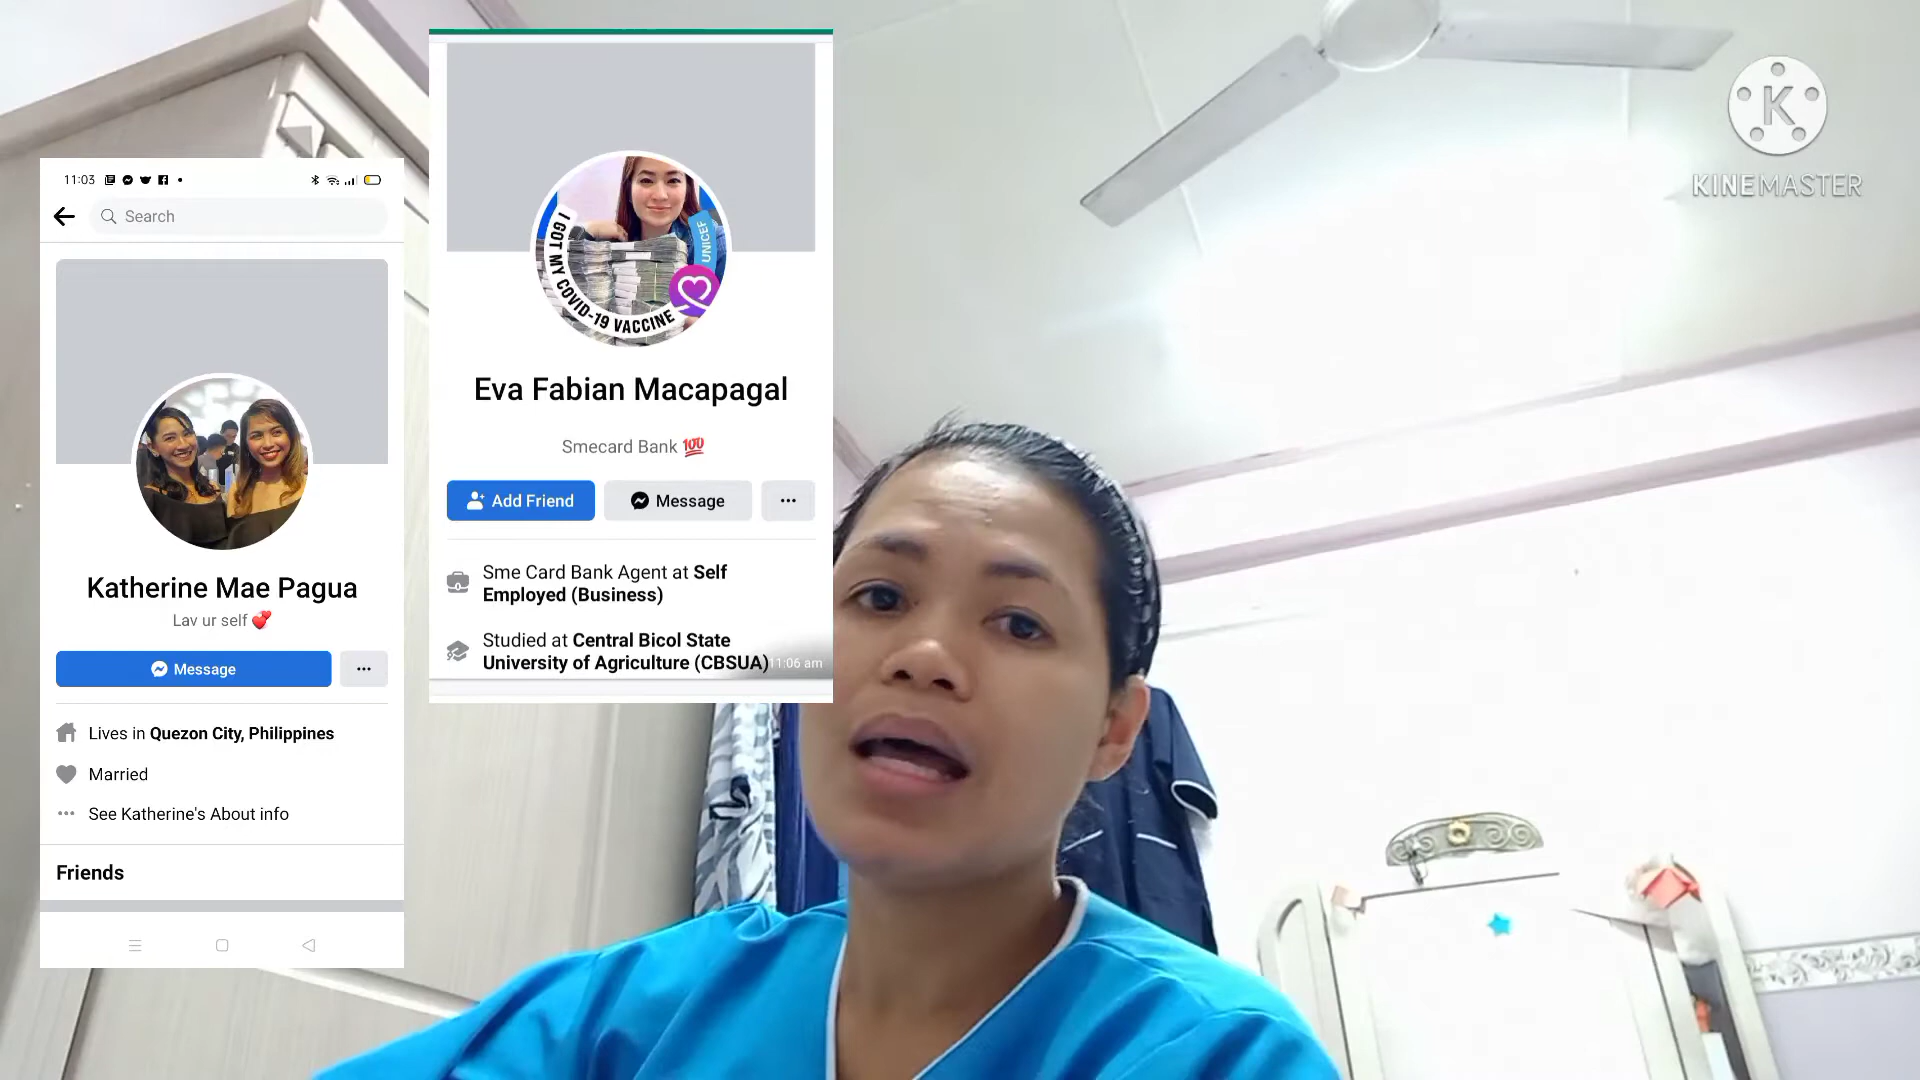 11:03
Search
Katherine Mae Pagua
Lav ur self 💕
Message
Lives in Quezon City, Philippines
Married
See Katherine's About info
Friends
I GOT MY COVID-19 VACCINE
UNICEF
Eva Fabian Macapagal
Smecard Bank 💯
Add Friend
Message
Sme Card Bank Agent at Self
Employed (Business)
Studied at Central Bicol State
University of Agriculture (CBSUA)
11:06 am
K
KINEMASTER